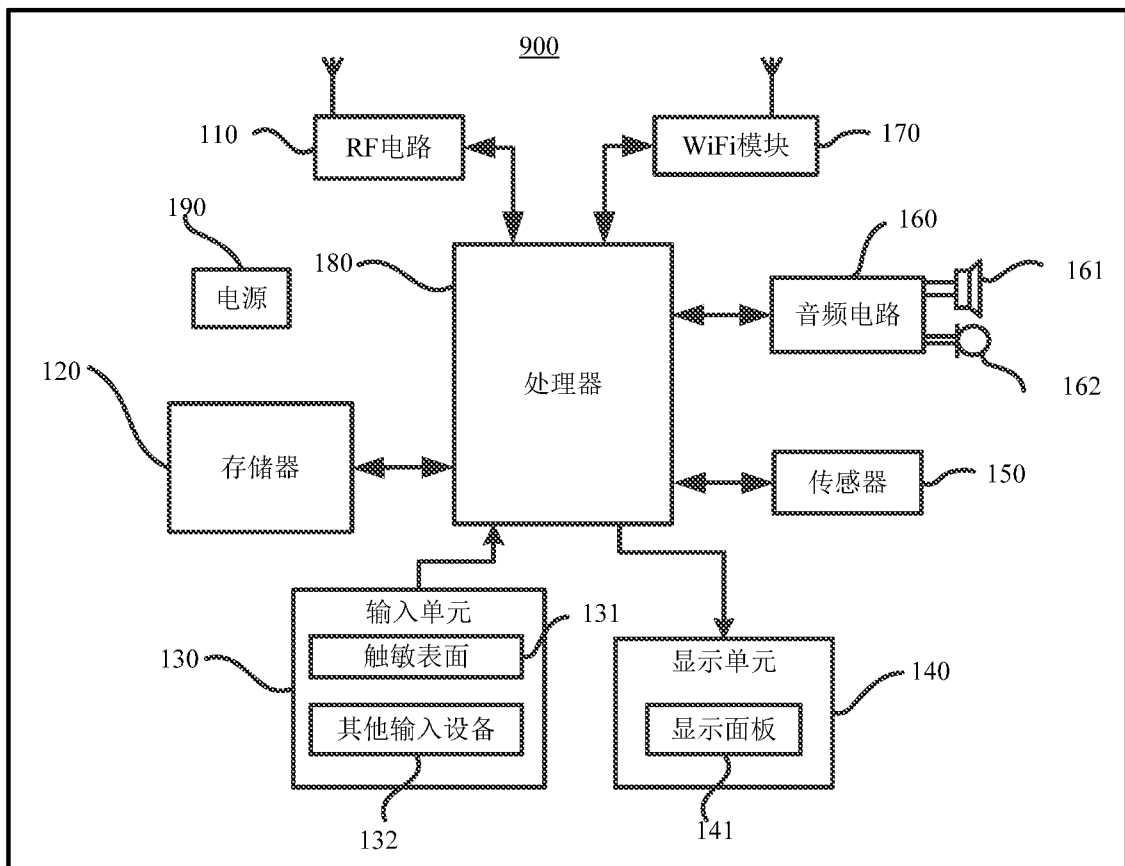 900
110
RF电路
WiFi模块
170
190
电源
180
处理器
160
音频电路
161
162
120
存储器
传感器
150
输入单元
131
触敏表面
130
其他输入设备
132
显示单元
140
显示面板
141